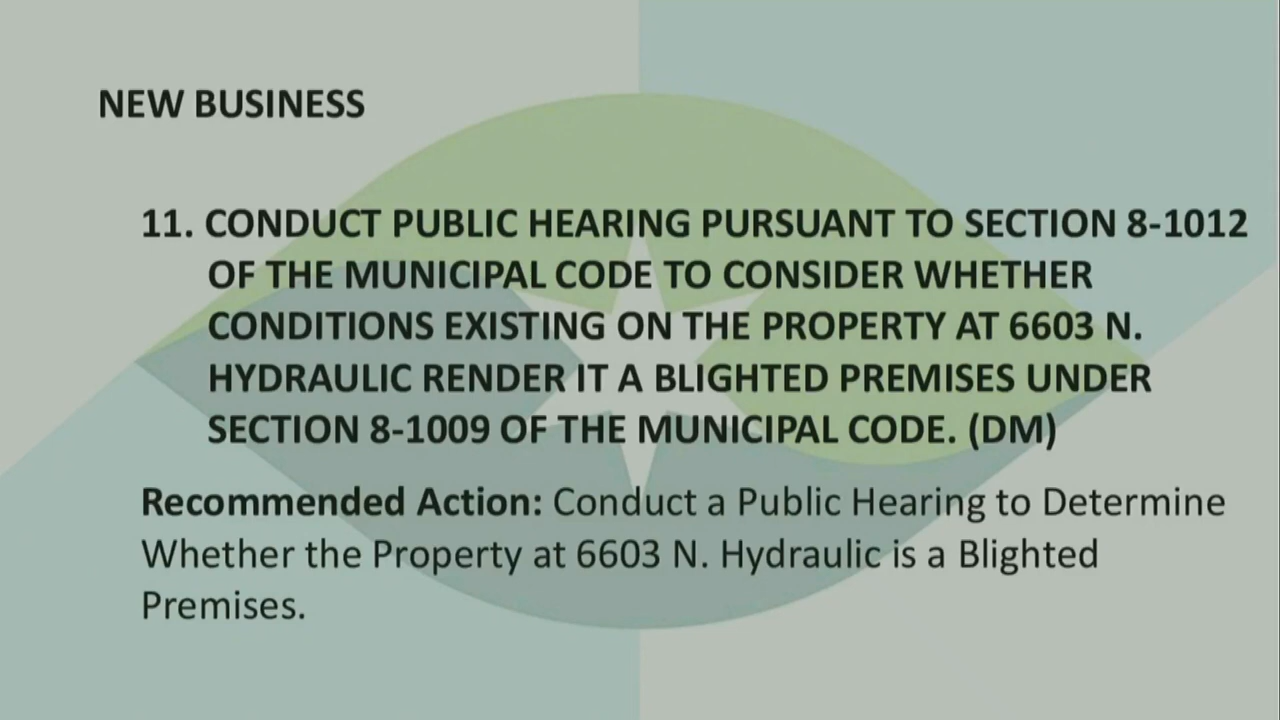 NEW BUSINESS
11. CONDUCT PUBLIC HEARING PURSUANT TO SECTION 8-1012
OF THE MUNICIPAL CODE TO CONSIDER WHETHER
CONDITIONS EXISTING ON THE PROPERTY AT 6603 N.
HYDRAULIC RENDER IT A BLIGHTED PREMISES UNDER
SECTION 8-1009 OF THE MUNICIPAL CODE. (DM)
Recommended Action: Conduct a Public Hearing to Determine
Whether the Property at 6603 N. Hydraulic is a Blighted
Premises.